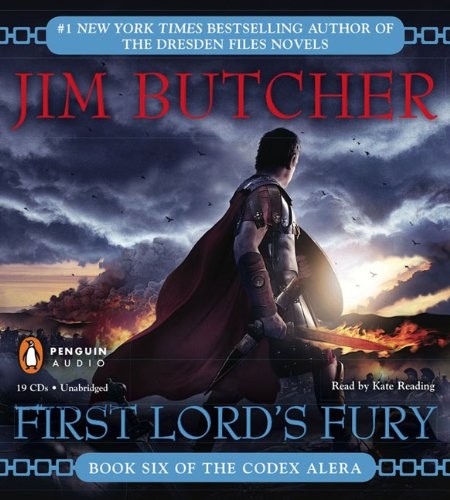 #1 NEW YORK TIMES BESTSELLING AUTHOR OF
THE DRESDEN FILES NOVELS
JIM BUTCHER
PENGUIN
AUDIO
19 CDs • Unabridged
Read by Kate Reading
FIRST LORD'S FURY
BOOK SIX OF THE CODEX ALERA